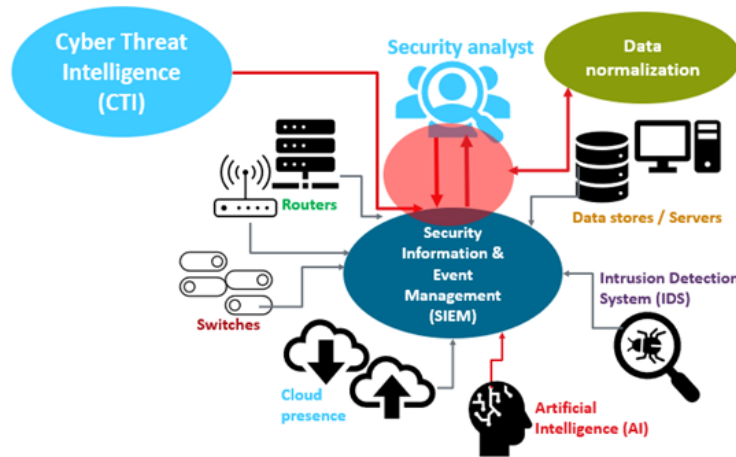 Cyber Threat
Intelligence
(CTI)
Security analyst
Data
normalization
Routers
Data stores / Servers
Security
Information &
Event
Management
(SIEM)
Intrusion Detection
System (IDS)
Switches
Cloud
presence
Artificial
Intelligence (AI)